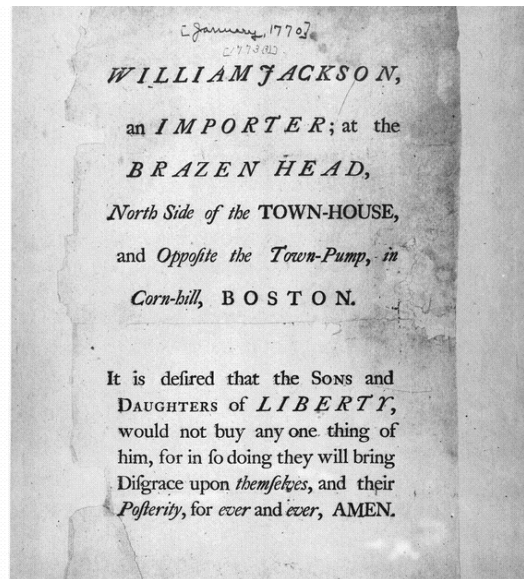 [January, 1770].
WILLIAM JACKSON,
an IMPORTER; at the
BRAZEN HEAD,
North Side of the TOWN-HOUSE,
and Oppoſite the Town-Pump, in
Corn-hill, BOSTON.
It is deſired that the SONS and
DAUGHTERS of LIBERTY,
would not buy any one thing of
him, for in ſo doing they will bring
Diſgrace upon themſelves, and their
Poſterity, for ever and ever, AMEN.